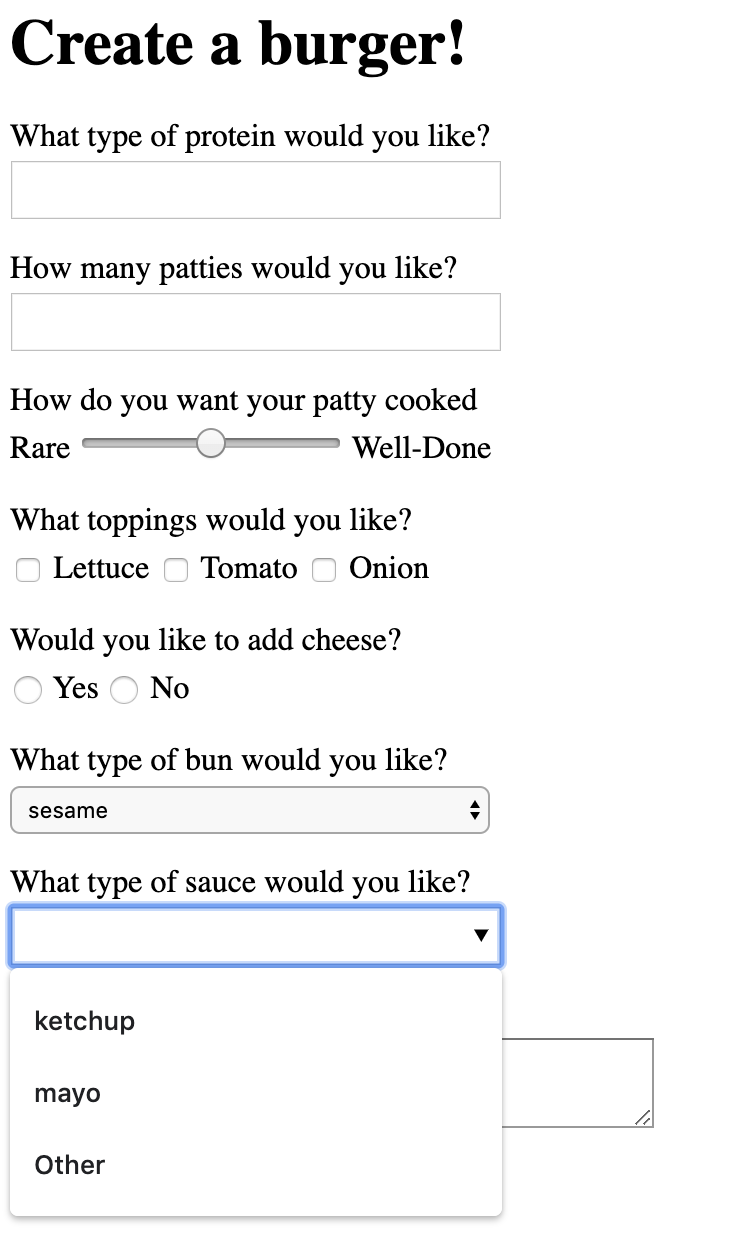 Create a burger!
What type of protein would you like?
How many patties would you like?
How do you want your patty cooked
Rare Well-Done
What toppings would you like?
Lettuce Tomato Onion
Would you like to add cheese?
Yes No
What type of bun would you like?
sesame
What type of sauce would you like?
ketchup
mayo
Other